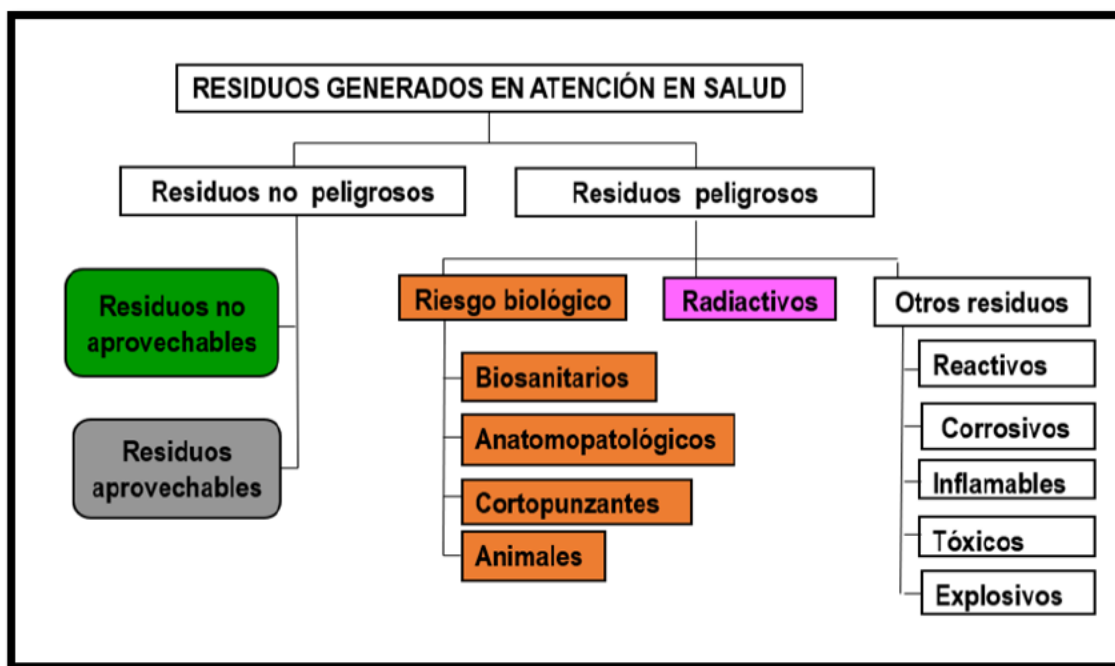 RESIDUOS GENERADOS EN ATENCIÓN EN SALUD
Residuos no peligrosos
Residuos peligrosos
Residuos no
aprovechables
Residuos
aprovechables
Riesgo biológico
Biosanitarios
Anatomopatológicos
Cortopunzantes
Animales
Radiactivos
Otros residuos
Reactivos
Corrosivos
Inflamables
Tóxicos
Explosivos